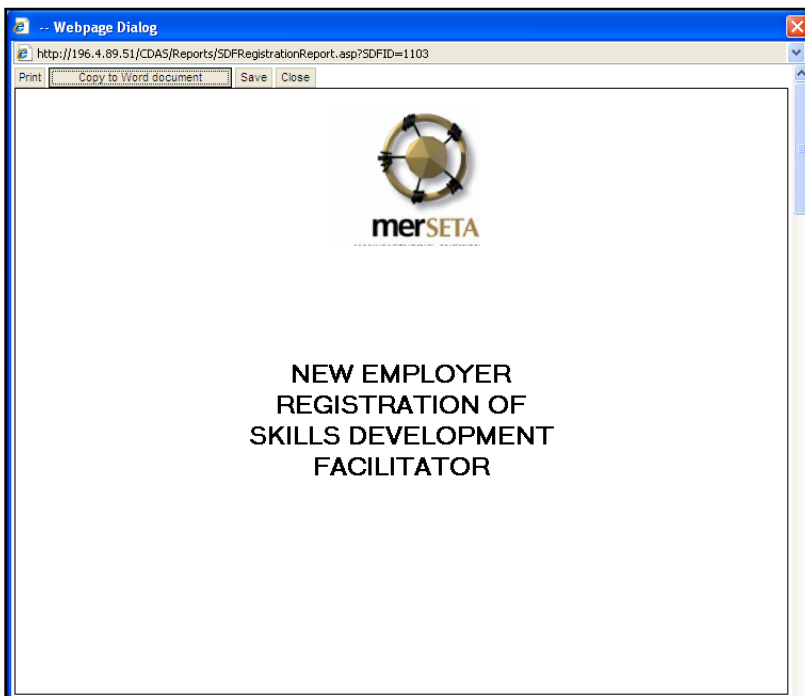 -- Webpage Dialog
http://196.4.89.51/CDAS/Reports/SDFRegistrationReport.asp?SDFID=1103
Print Copy to Word document Save Close
merSETA
NEW EMPLOYER
REGISTRATION OF
SKILLS DEVELOPMENT
FACILITATOR